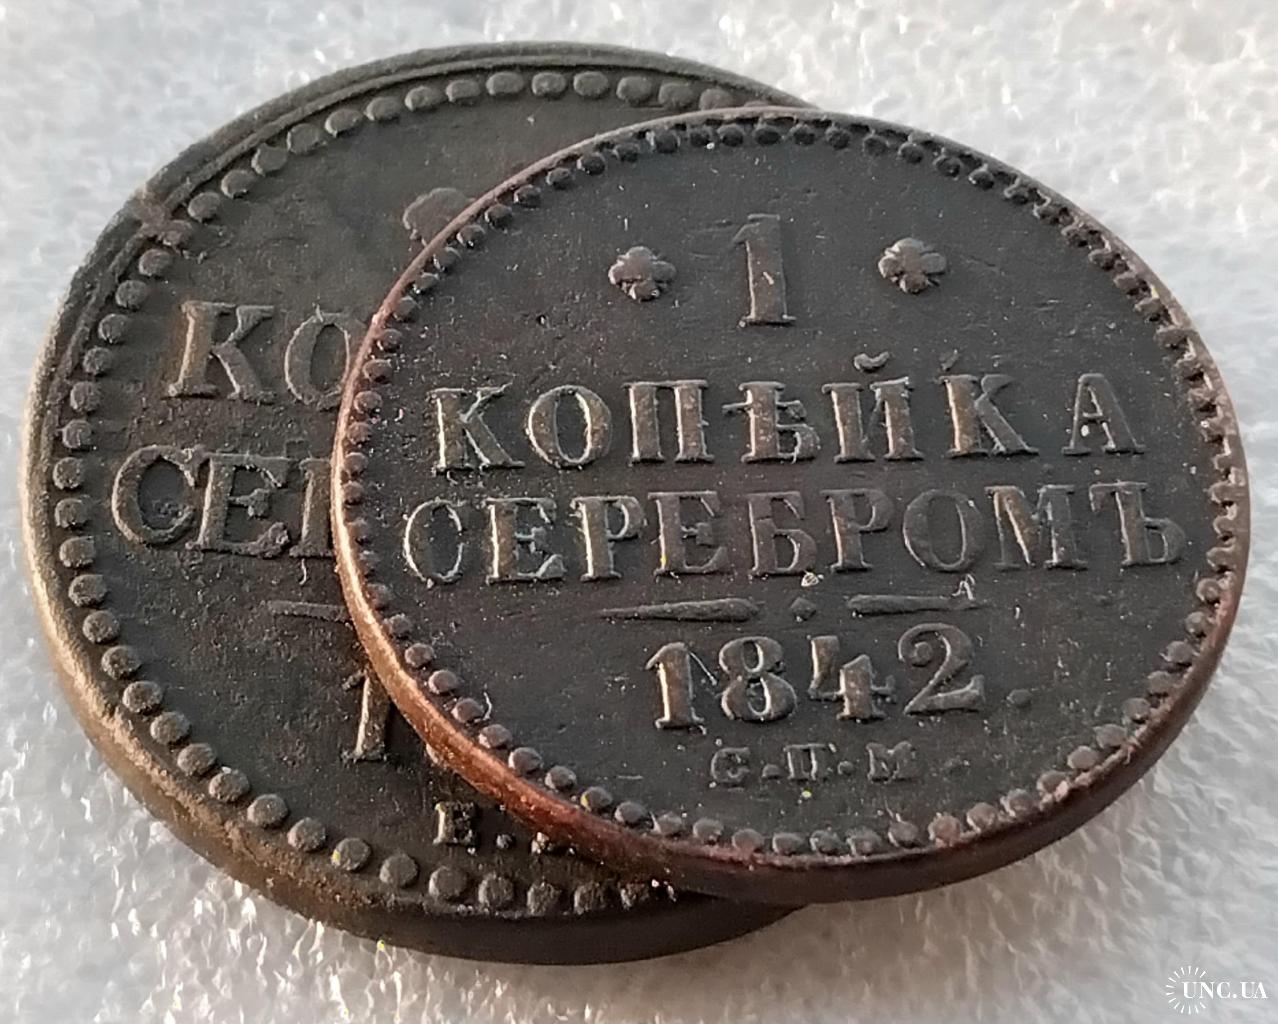 1
КОПѢЙКА
СЕРЕБРОМЪ
1842
С.П.М.
Е.
UNC.UA